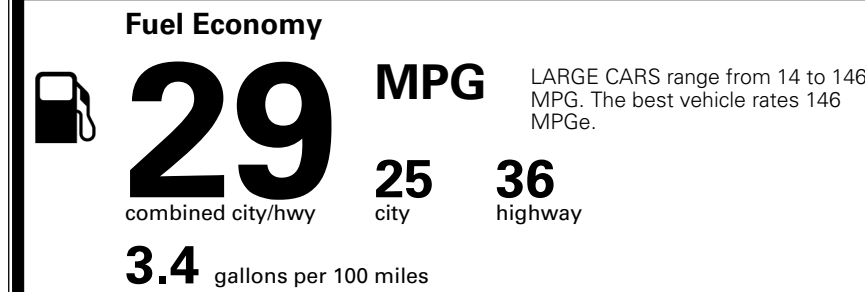 Fuel Economy
29
MPG
LARGE CARS range from 14 to 146
MPG. The best vehicle rates 146
MPGe.
25 36
combined city/hwy city highway
3.4 gallons per 100 miles